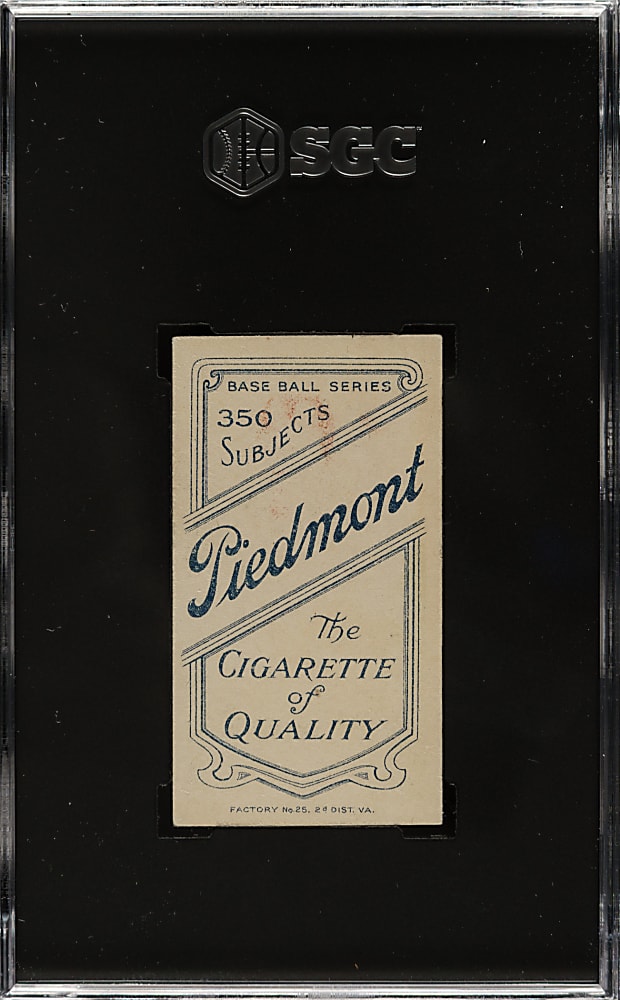 SGC
BASE BALL SERIES
350
SUBJECTS
Piedmont
The
CIGARETTE
of
QUALITY
FACTORY No. 25, 2d DIST. VA.